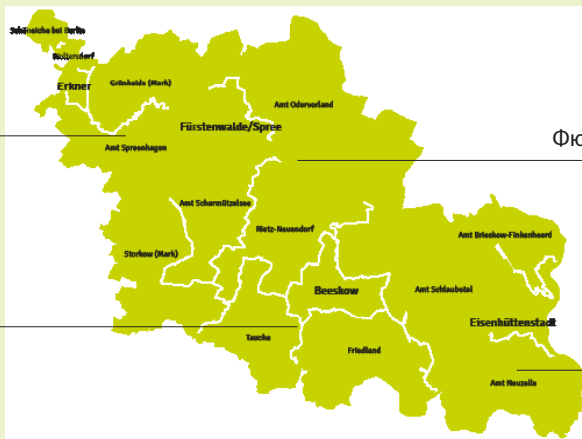 Schöneiche bei Berlin
Woltersdorf
Erkner
Grünheide (Mark)
Amt Odervorland
Fürstenwalde/Spree
Фю
Amt Spreenhagen
Amt Scharmützelsee
Rietz-Neuendorf
Amt Brieskow-Finkenheerd
Storkow (Mark)
Beeskow
Amt Schlaubetal
Eisenhüttenstadt
Tauche
Friedland
Amt Neuzelle